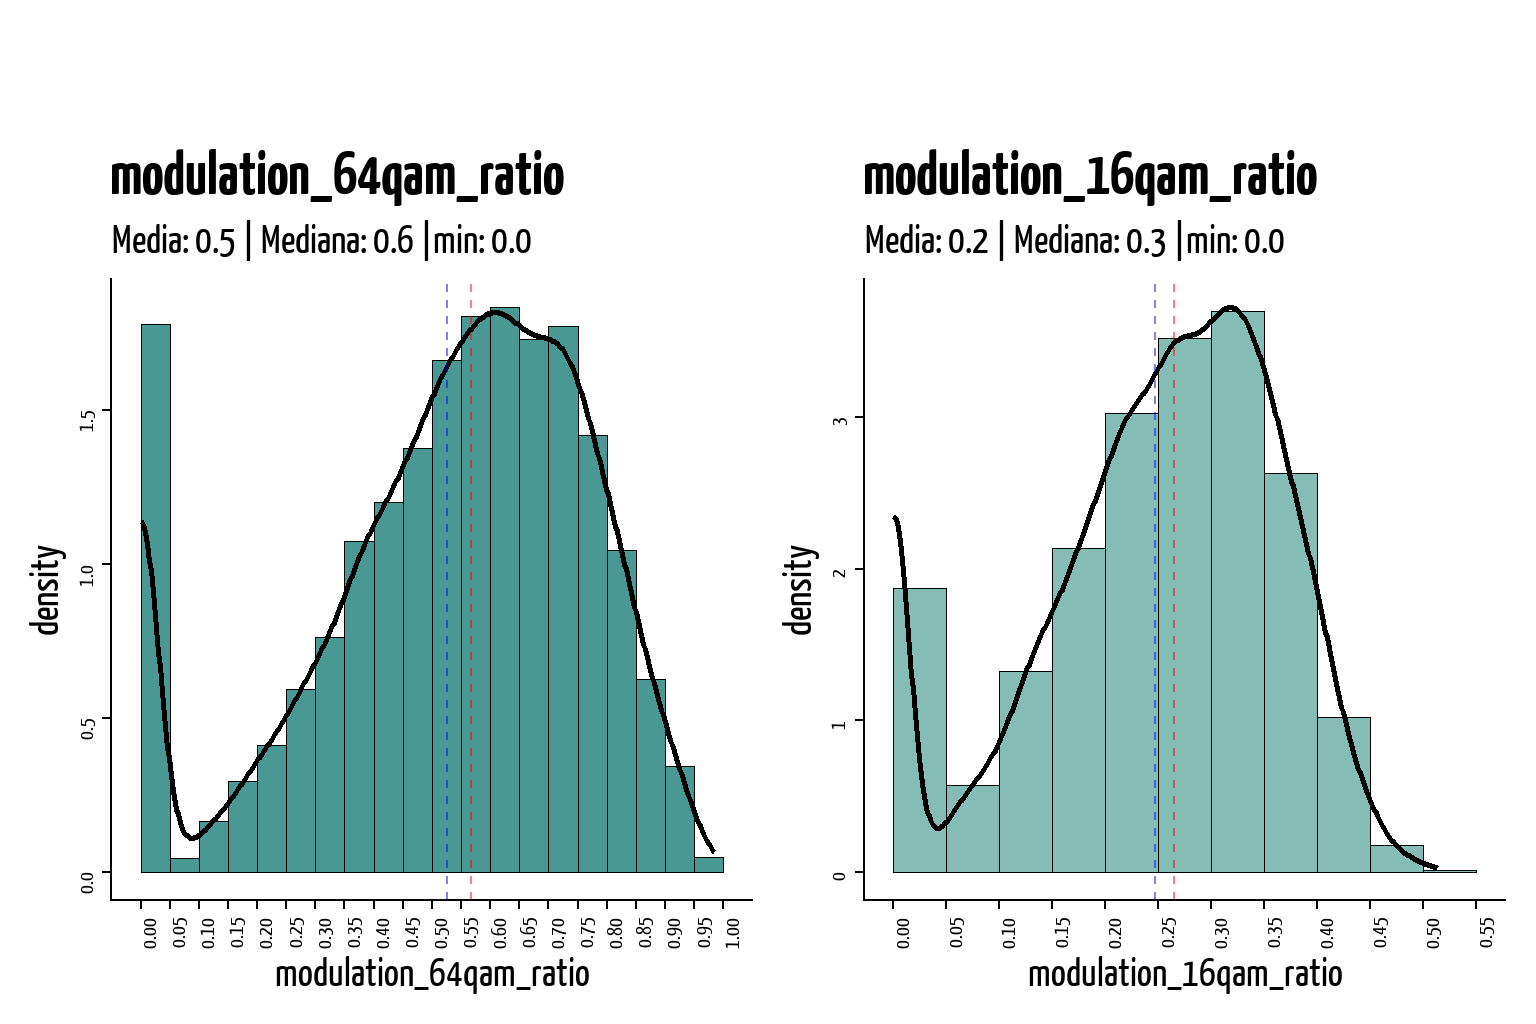 modulation_64qam_ratio
Media: 0.5 | Mediana: 0.6 |min: 0.0
density
0.0
0.5
1.0
1.5
0.00 0.05 0.10 0.15 0.20 0.25 0.30 0.35 0.40 0.45 0.50 0.55 0.60 0.65 0.70 0.75 0.80 0.85 0.90 0.95 1.00
modulation_64qam_ratio
modulation_16qam_ratio
Media: 0.2 | Mediana: 0.3 |min: 0.0
density
0
1
2
3
0.00 0.05 0.10 0.15 0.20 0.25 0.30 0.35 0.40 0.45 0.50 0.55
modulation_16qam_ratio